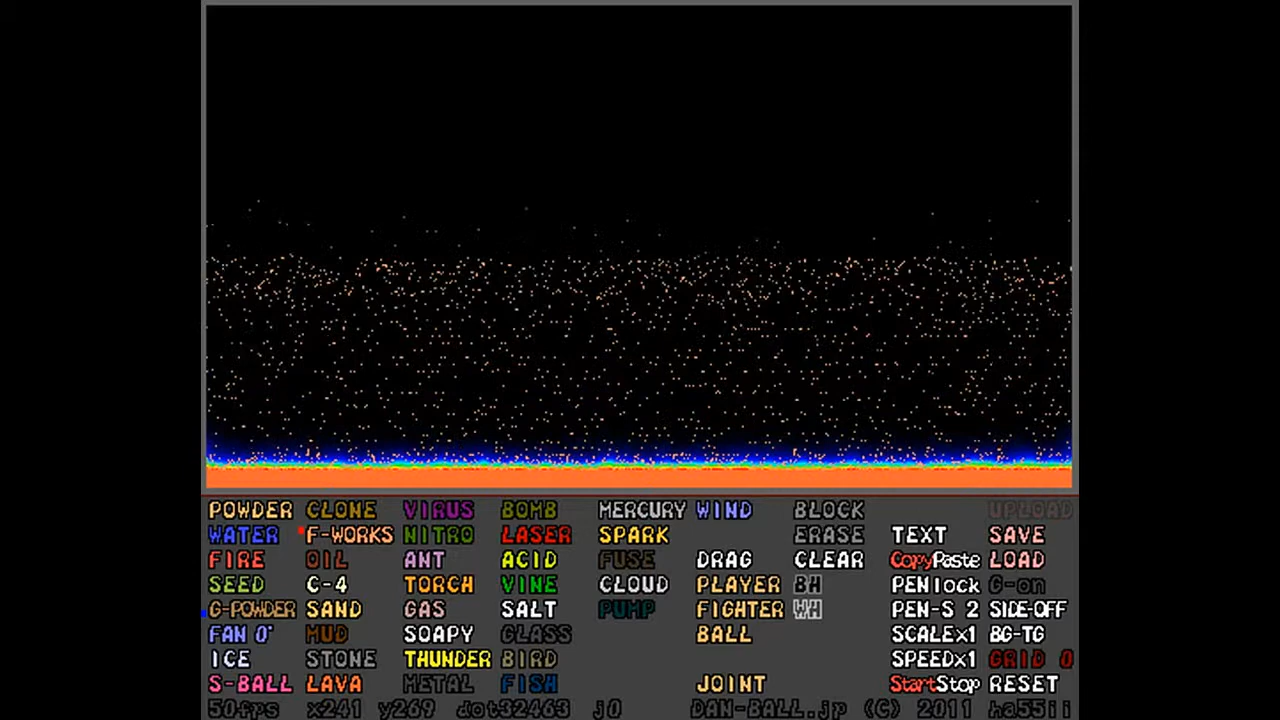 POWDER CLONE VIRUS BOMB MERCURY WIND BLOCK UPLOAD
WATER F-WORKS NITRO LASER SPARK ERASE TEXT SAVE
FIRE OIL ANT ACID FUSE DRAG CLEAR CopyPaste LOAD
SEED C-4 TORCH VINE CLOUD PLAYER BH PENlock G-on
G-POWDER SAND GAS SALT PUMP FIGHTER WH PEN-S 2 SIDE-OFF
FAN 0° MUD SOAPY GLASS BALL SCALE×1 BG-TG
ICE STONE THUNDER BIRD SPEED×1 GRID 0
S-BALL LAVA METAL FISH JOINT StartStop RESET
50fps x241 y269 dot32463 j0 DAN-BALL.jp (C) 2011 ha55ii